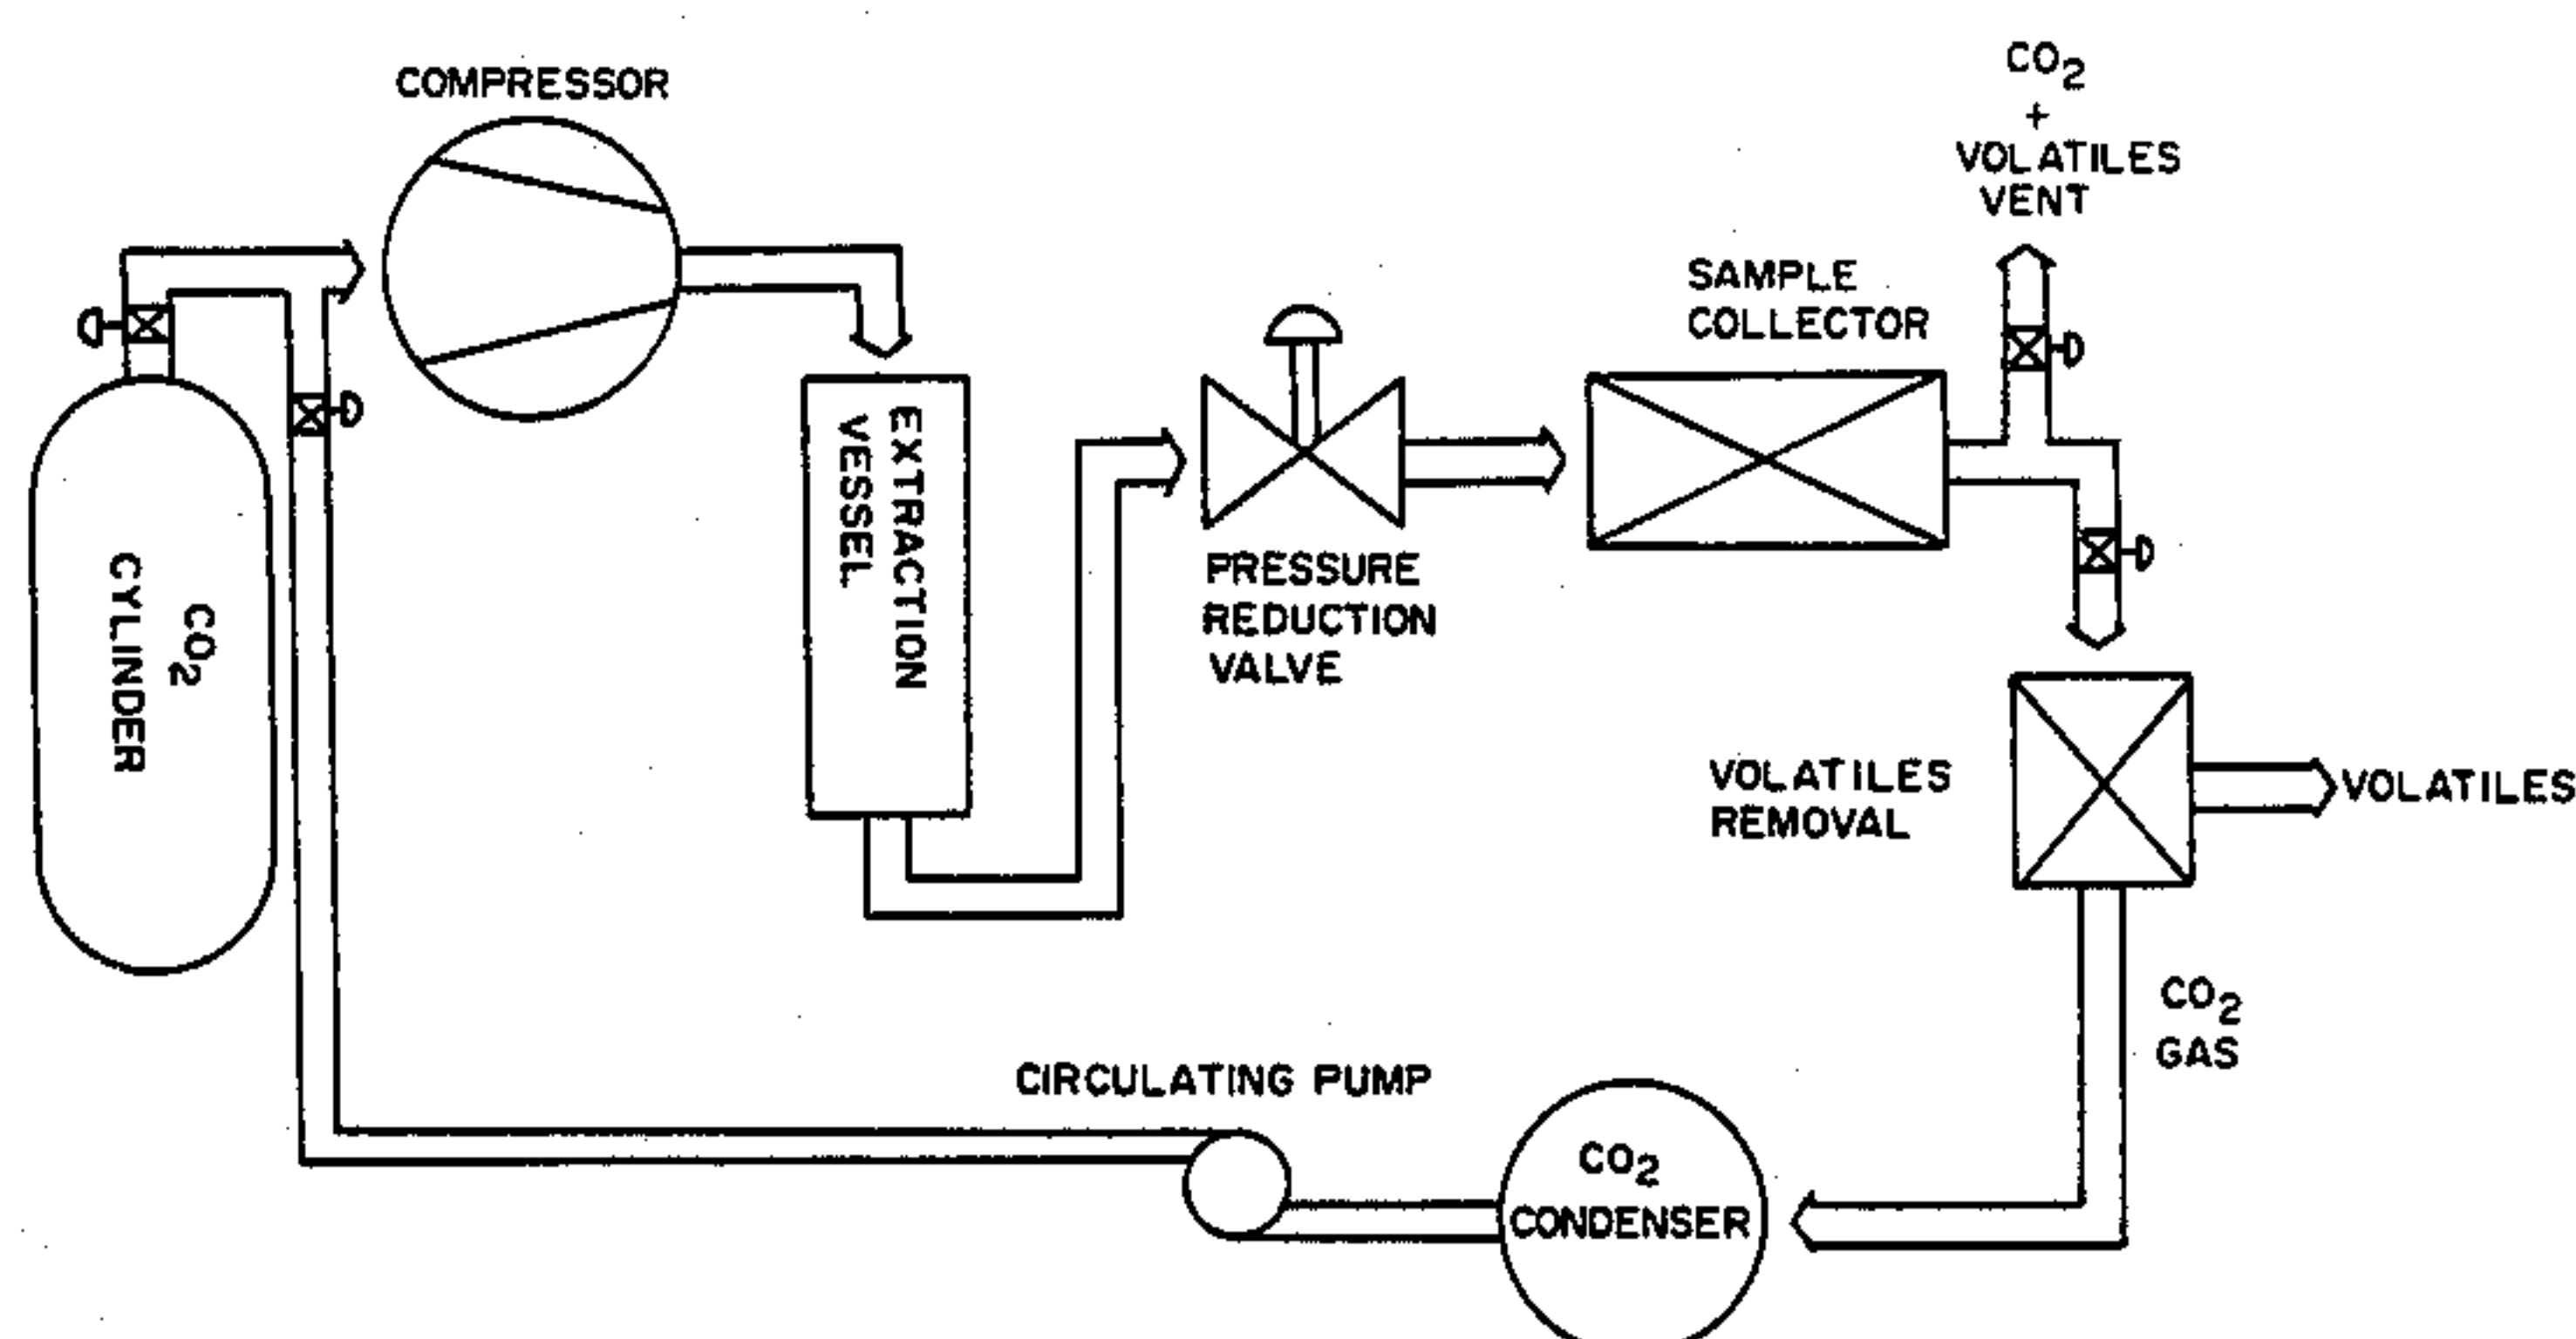 COMPRESSOR
CO₂
+
VOLATILES
VENT
SAMPLE
COLLECTOR
EXTRACTION
VESSEL
PRESSURE
REDUCTION
VALVE
CO₂
CYLINDER
VOLATILES
REMOVAL
VOLATILES
CO₂
GAS
CIRCULATING PUMP
CO₂
CONDENSER